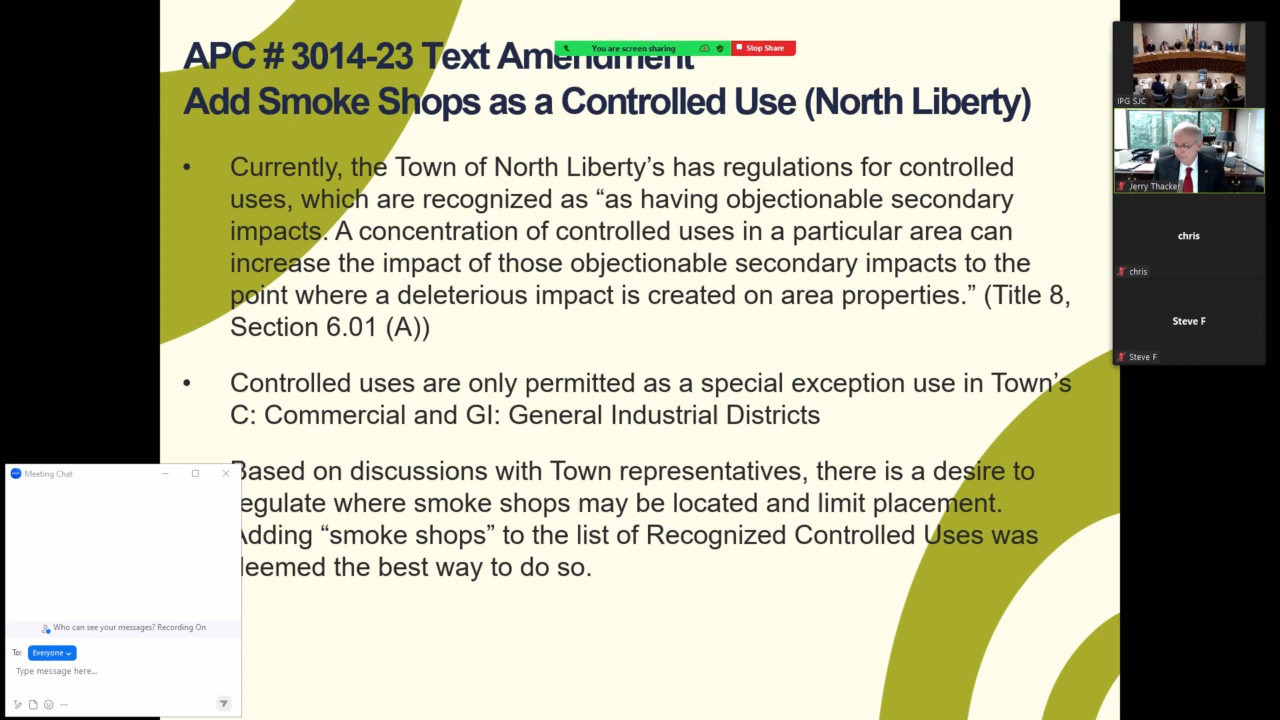 APC # 3014-23 Text Amendment
You are screen sharing
Stop Share
Add Smoke Shops as a Controlled Use (North Liberty)
• Currently, the Town of North Liberty’s has regulations for controlled
uses, which are recognized as “as having objectionable secondary
impacts. A concentration of controlled uses in a particular area can
increase the impact of those objectionable secondary impacts to the
point where a deleterious impact is created on area properties.” (Title 8,
Section 6.01 (A))
• Controlled uses are only permitted as a special exception use in Town’s
C: Commercial and GI: General Industrial Districts
Based on discussions with Town representatives, there is a desire to
regulate where smoke shops may be located and limit placement.
Adding “smoke shops” to the list of Recognized Controlled Uses was
deemed the best way to do so.
IPG SJC
Jerry Thacker
chris
chris
Steve F
Steve F
Meeting Chat
Who can see your messages? Recording On
To: Everyone
Type message here...